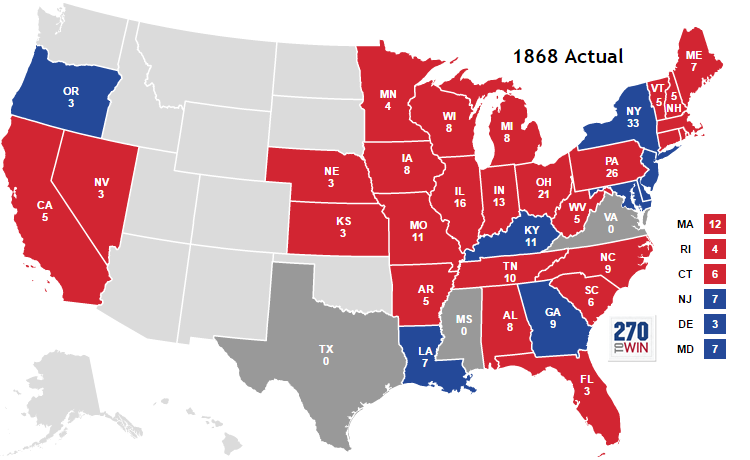 1868 Actual
OR
3
CA
5
NV
3
NE
3
KS
3
MN
4
IA
8
MO
11
AR
5
LA
7
TX
0
WI
8
IL
16
MI
8
IN
13
OH
21
KY
11
TN
10
MS
0
AL
8
GA
9
FL
3
SC
6
NC
9
VA
0
WV
5
PA
26
NY
33
VT
5
5
NH
ME
7
MA 12
RI 4
CT 6
NJ 7
DE 3
MD 7
270
TO WIN